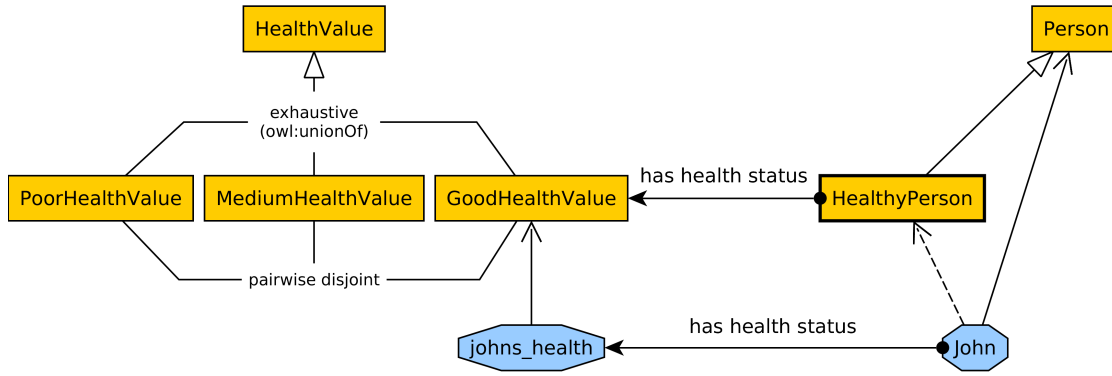 HealthValue
Person
exhaustive
(owl:unionOf)
has health status
PoorHealthValue
MediumHealthValue
GoodHealthValue
HealthyPerson
pairwise disjoint
has health status
johns_health
John